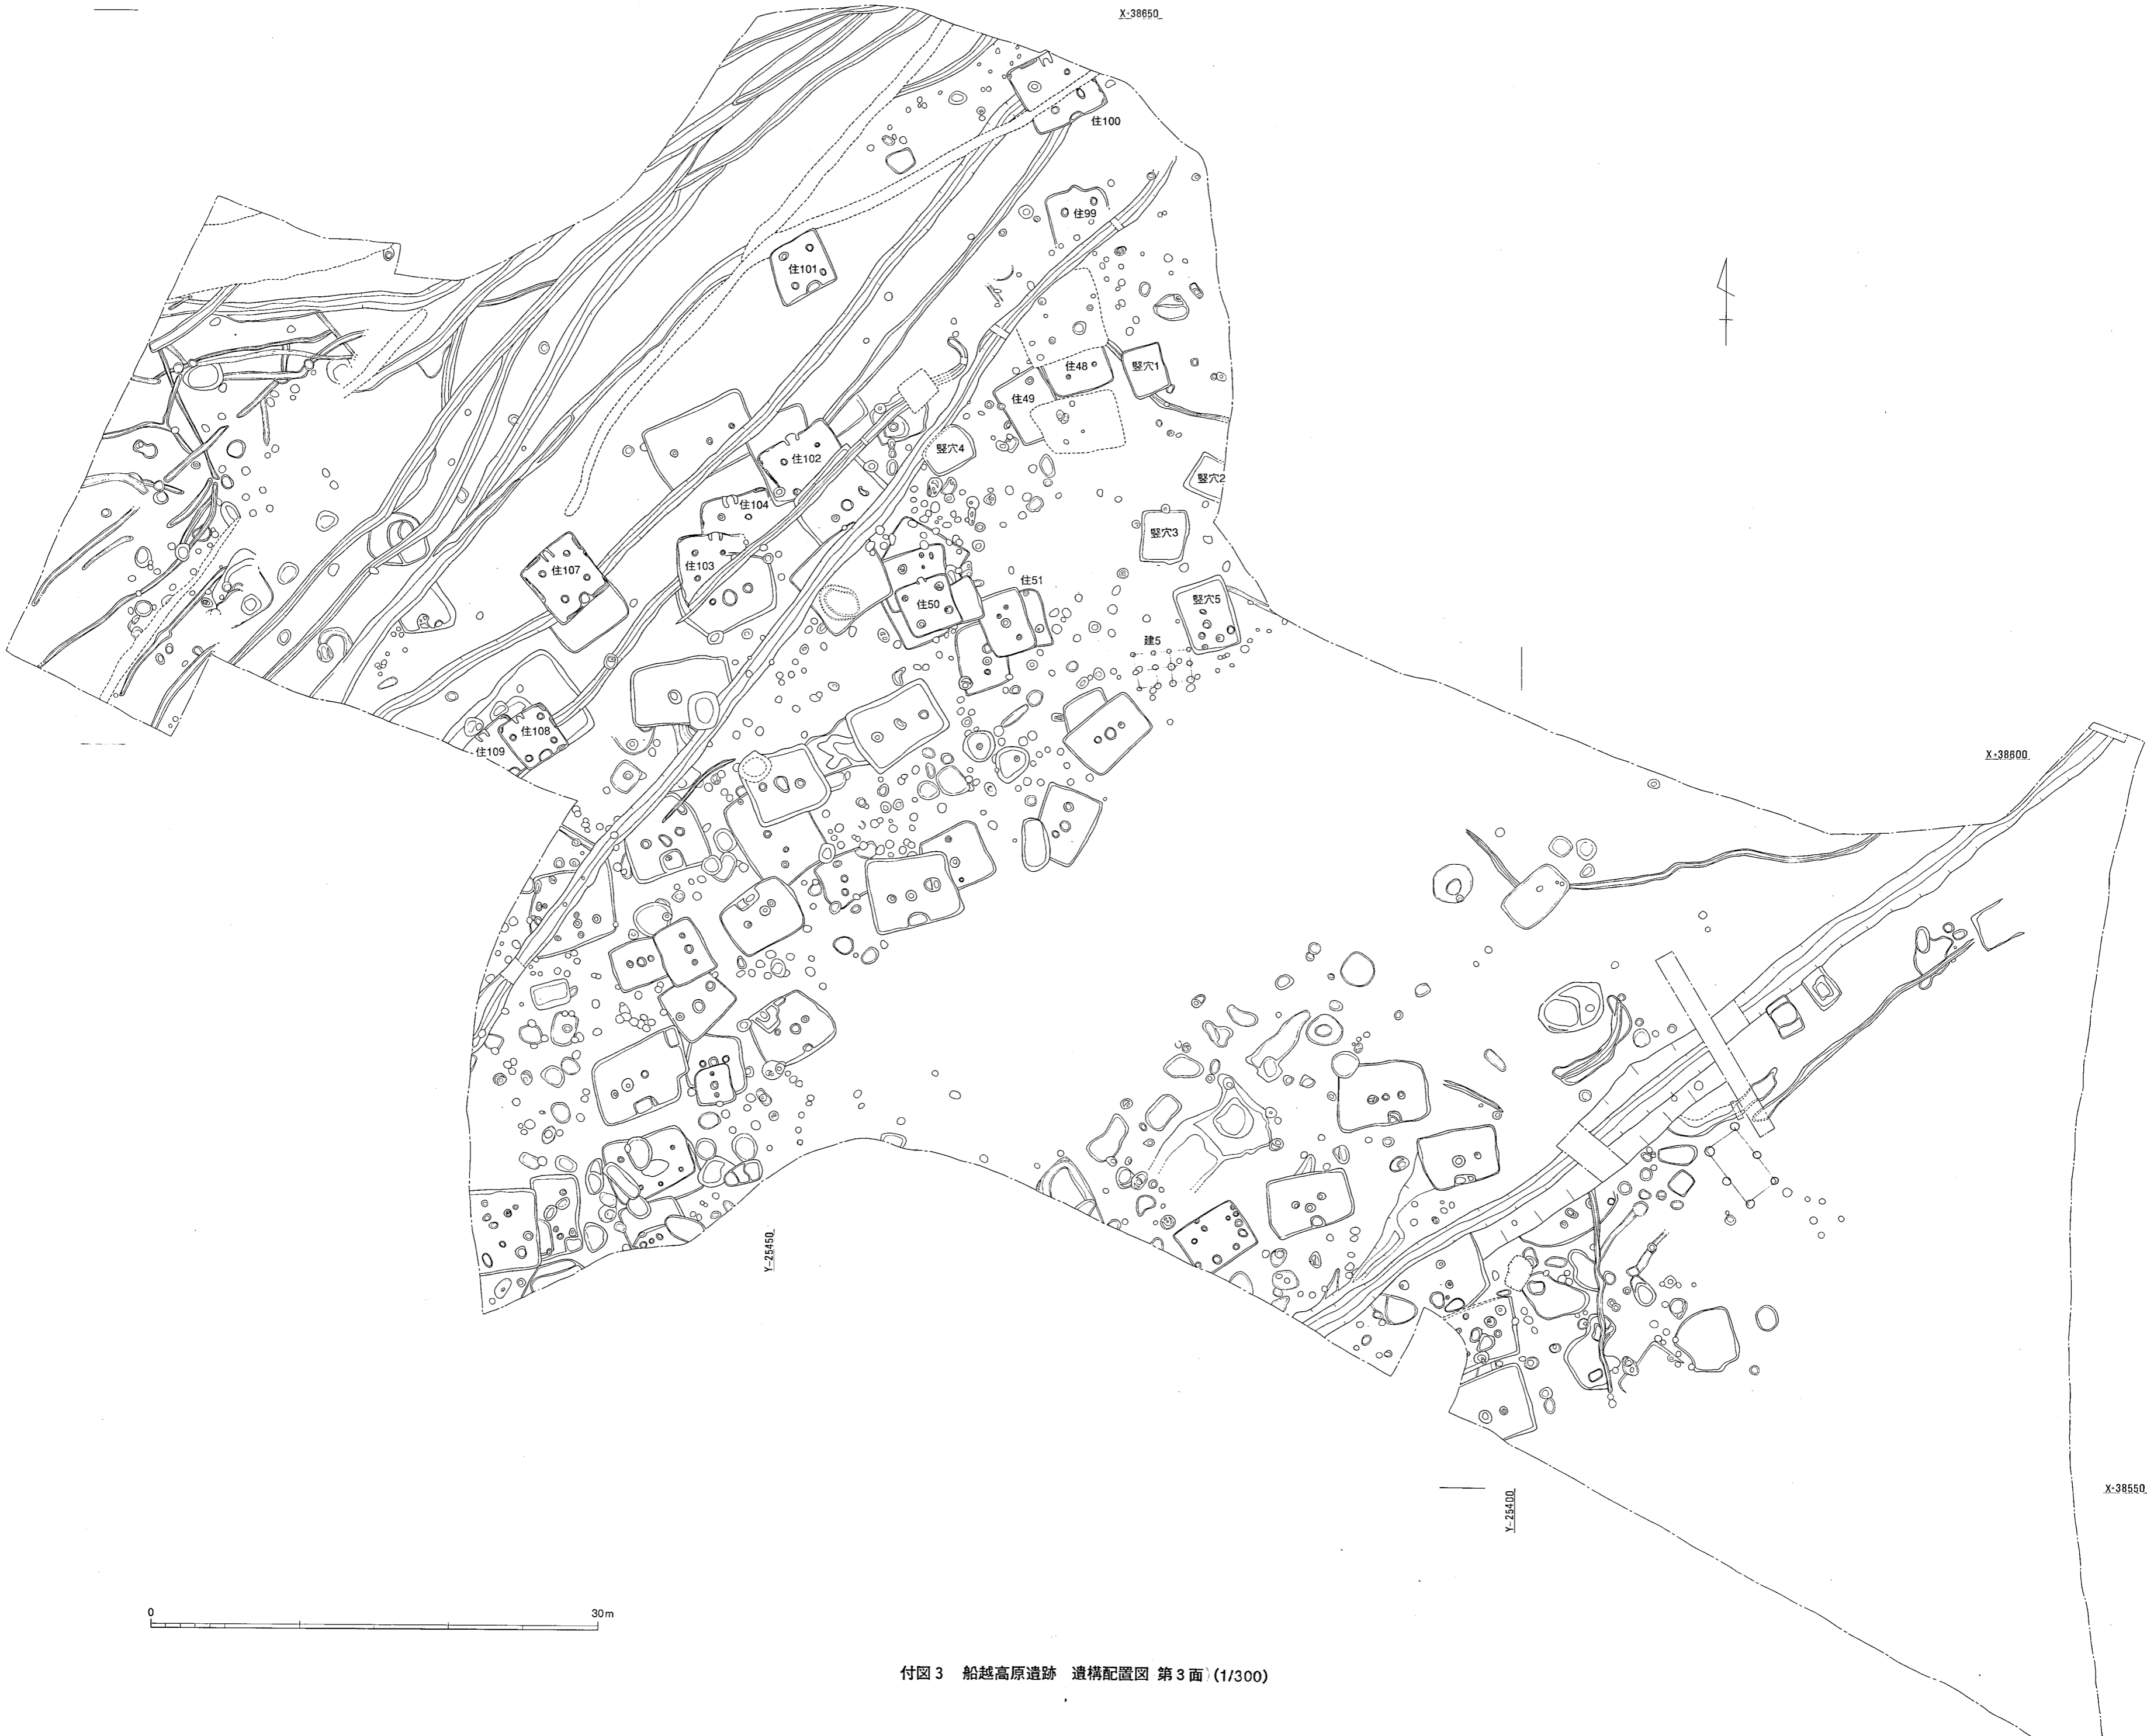 X+38650
住100
住99
住101
住48
竪穴1
住49
竪穴4
住102
竪穴2
住104
竪穴3
住107
住103
住51
住50
竪穴5
建5
住108
住109
X+38600
Y-25450
X+38550
Y-25400
0 30m
付図3 船越高原遺跡 遺構配置図 第3面 (1/300)